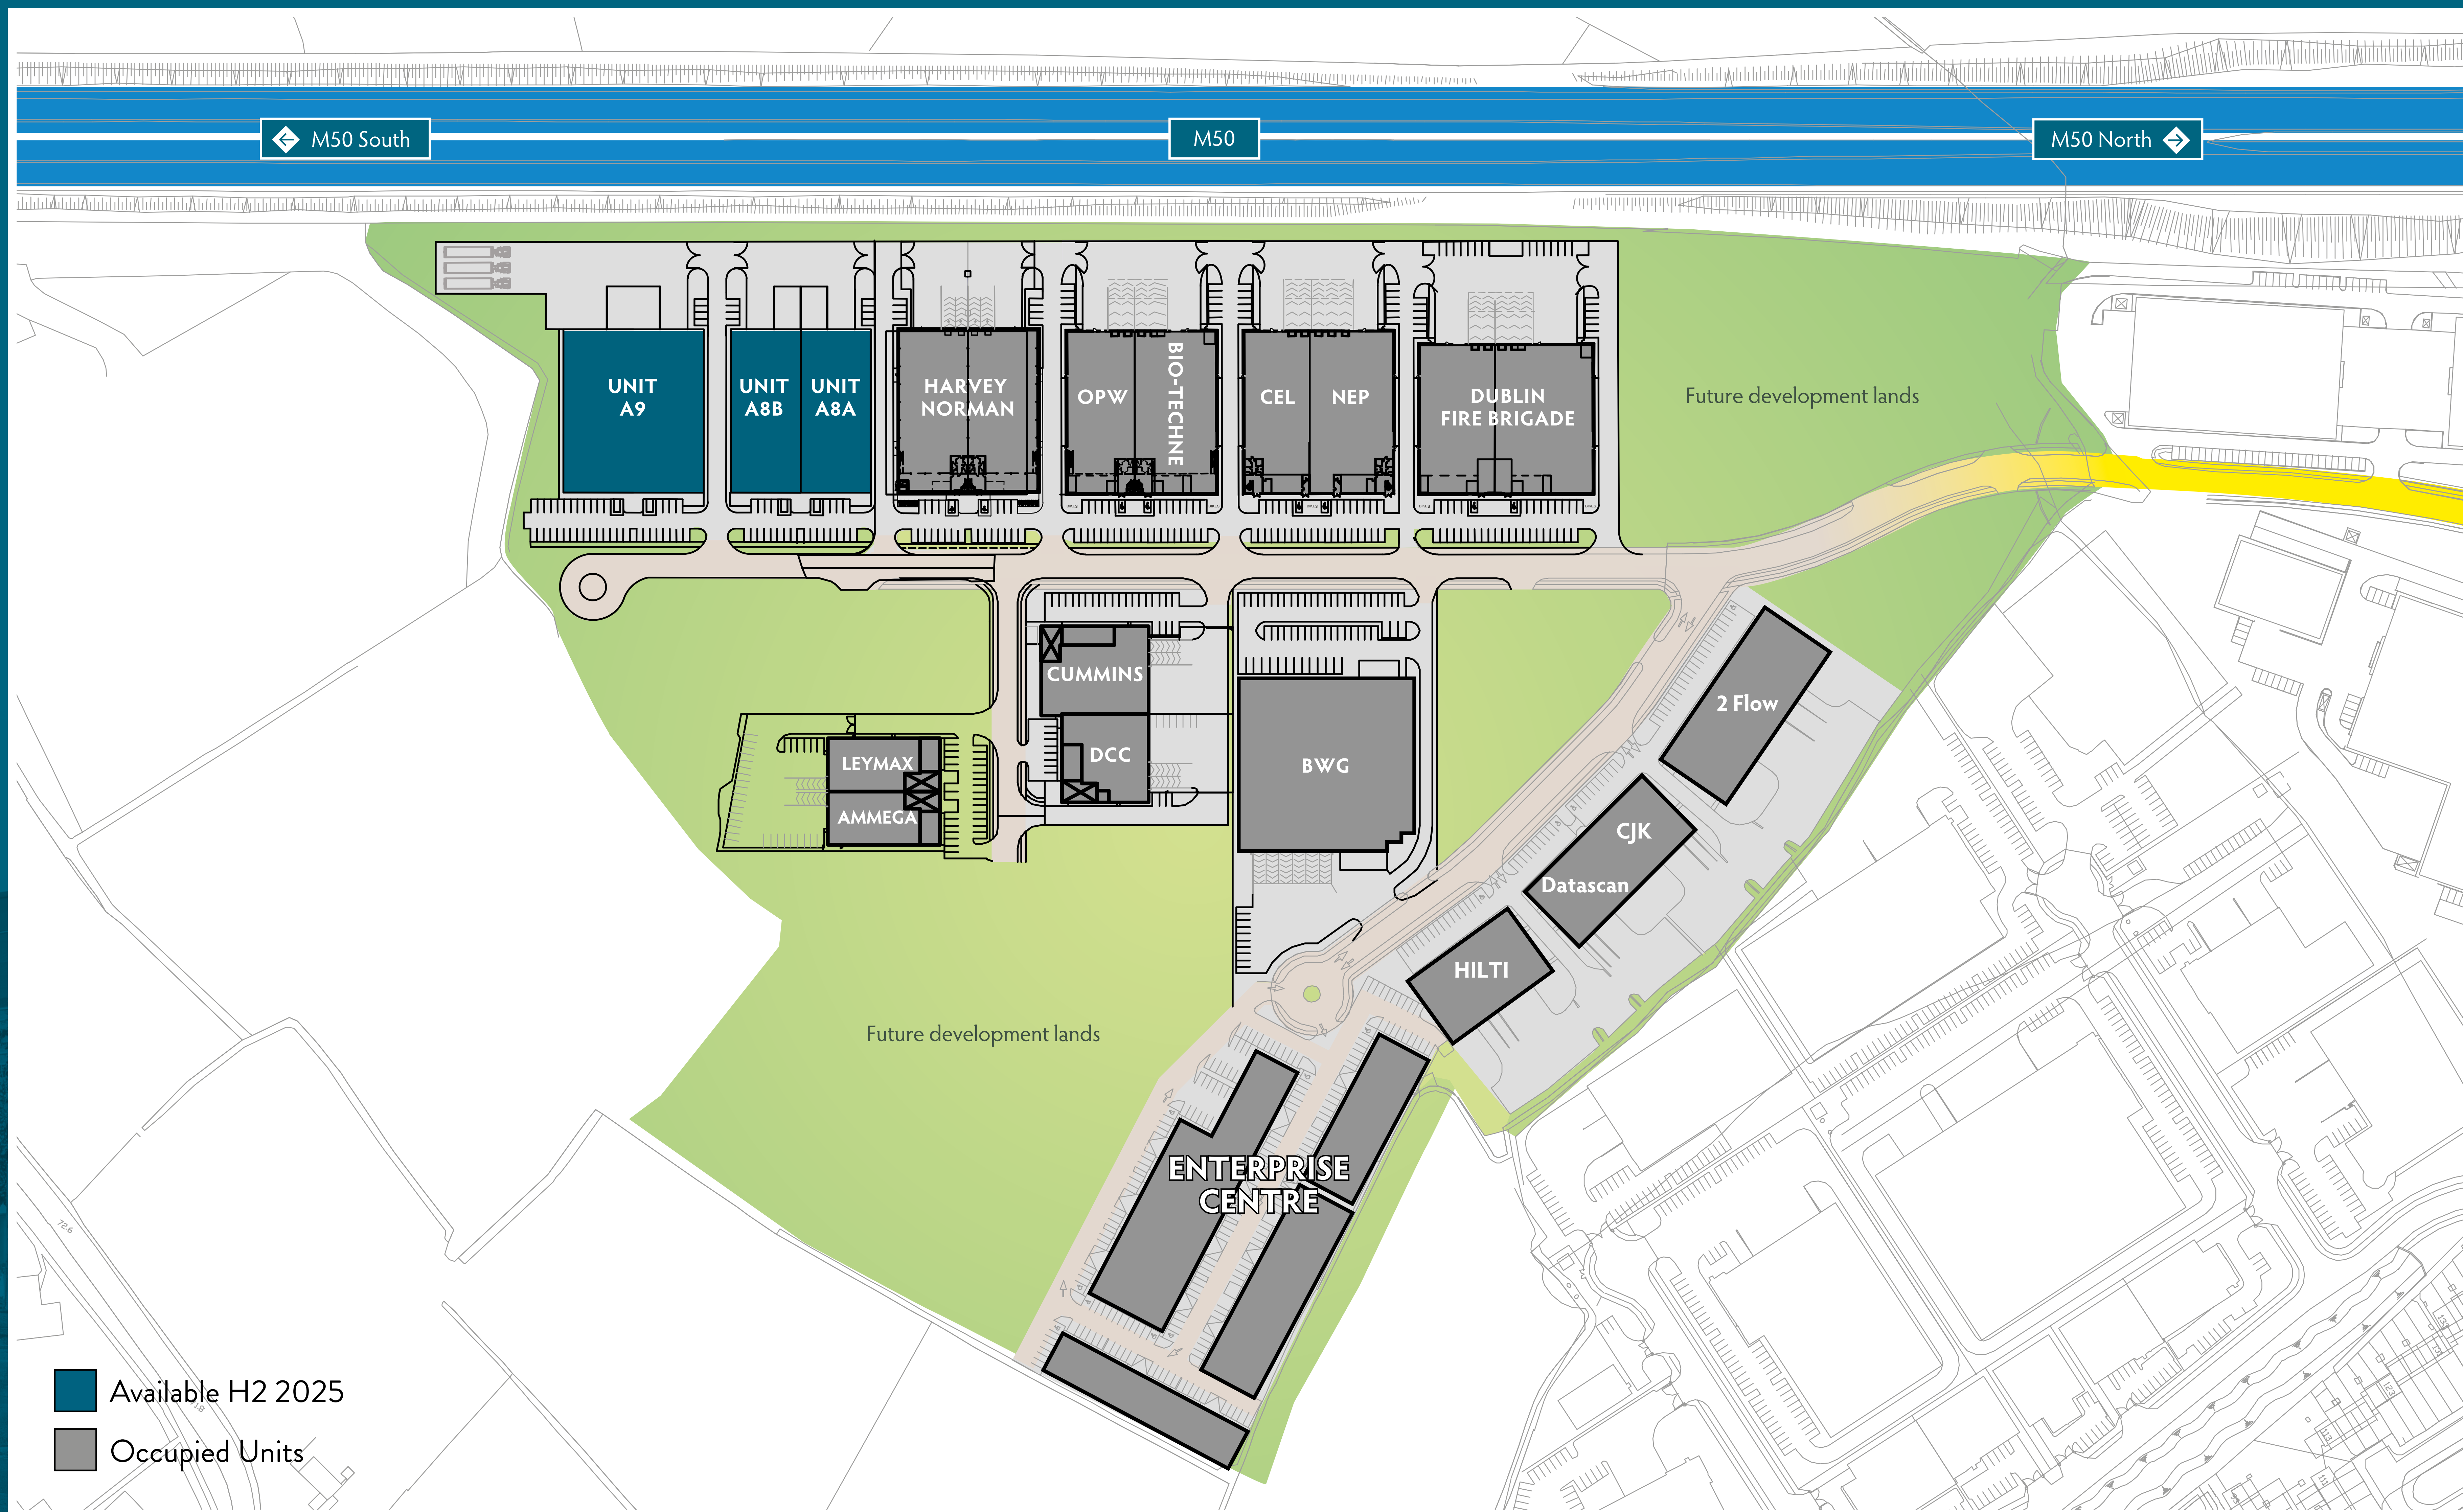 M50 South
M50
M50 North
UNIT
A9
UNIT
A8B
UNIT
A8A
HARVEY
NORMAN
OPW
BIO-TECHNE
CEL
NEP
DUBLIN
FIRE BRIGADE
Future development lands
CUMMINS
DCC
LEYMAX
AMMEGA
BWG
2 Flow
CJK
Datascan
HILTI
Future development lands
ENTERPRISE
CENTRE
72.6
Available H2 2025
Occupied Units